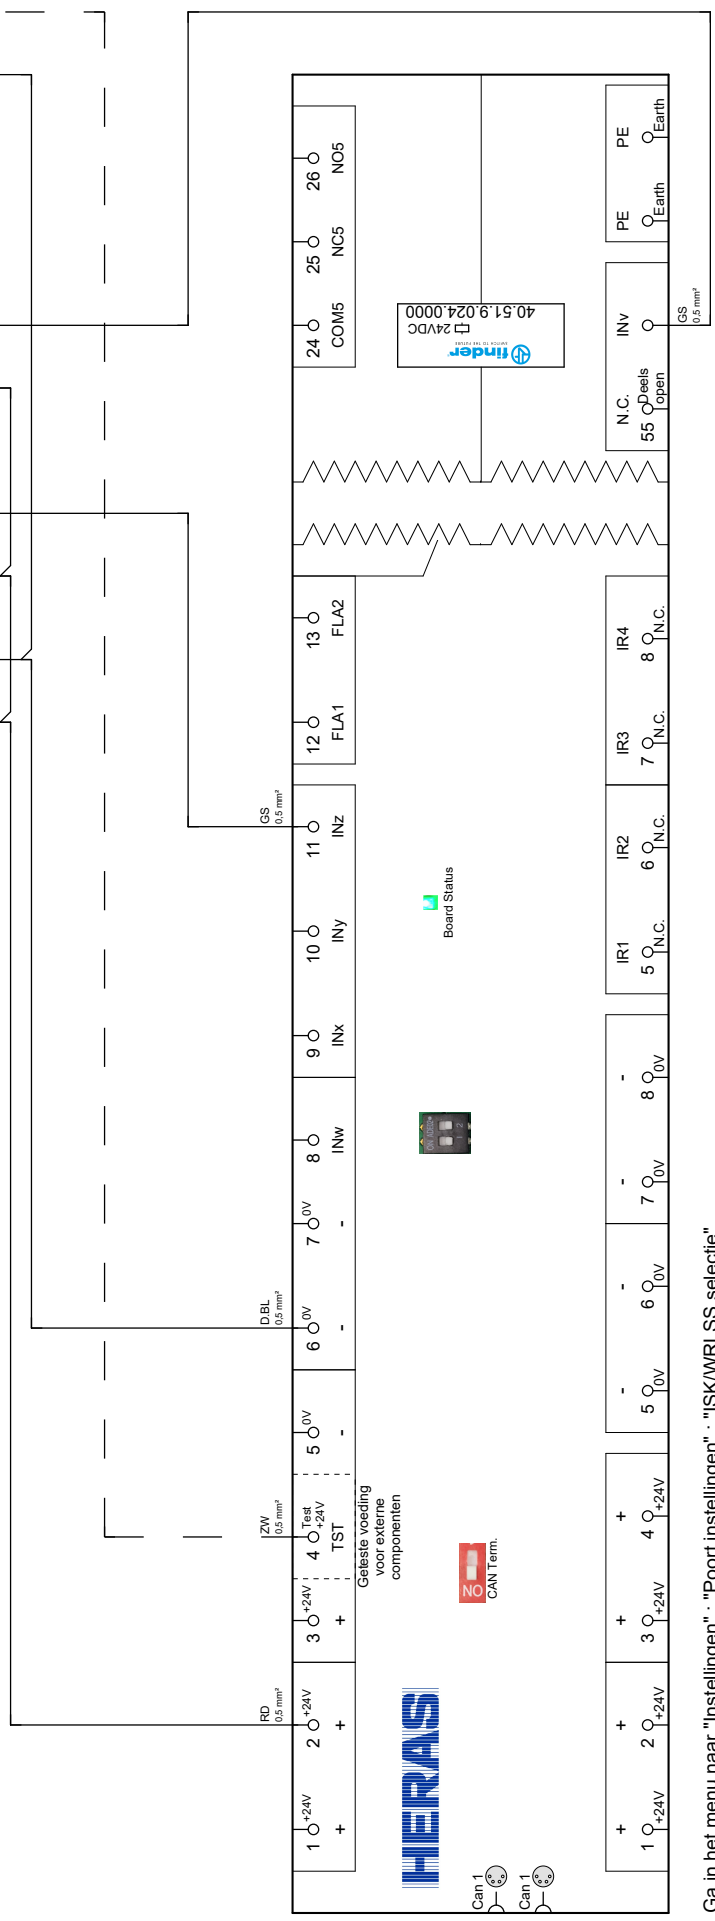 26 NO5
25 NC5
24 COM5
PE
Earth
PE
Earth
INv
GS
0,5 mm²
N.C.
55
Deels
open
40.51.9.024.0000
24VDC
finder
SWITCH TO THE FUTURE
13 FLA2
12 FLA1
IR4
8 N.C.
IR3
7 N.C.
IR2
6 N.C.
IR1
5 N.C.
GS
0,5 mm²
11 INz
10 INy
9 INx
8 INw
Board Status
7 0V -
D.BL
0,5 mm²
6 0V -
5 0V -
- 8 0V
- 7 0V
- 6 0V
- 5 0V
ZW
0,5 mm²
4 Test
+24V
TST
Geteste voeding
voor externe
componenten
3 +24V +
RD
0,5 mm²
2 +24V +
1 +24V +
NO
CAN Term.
+ 4 +24V
+ 3 +24V
+ 2 +24V
+ 1 +24V
HERAS
Can 1
Can 1
Ga in het menu naar "Instellingen" · "Poort instellingen" · "ISK/WRLSS selectie"